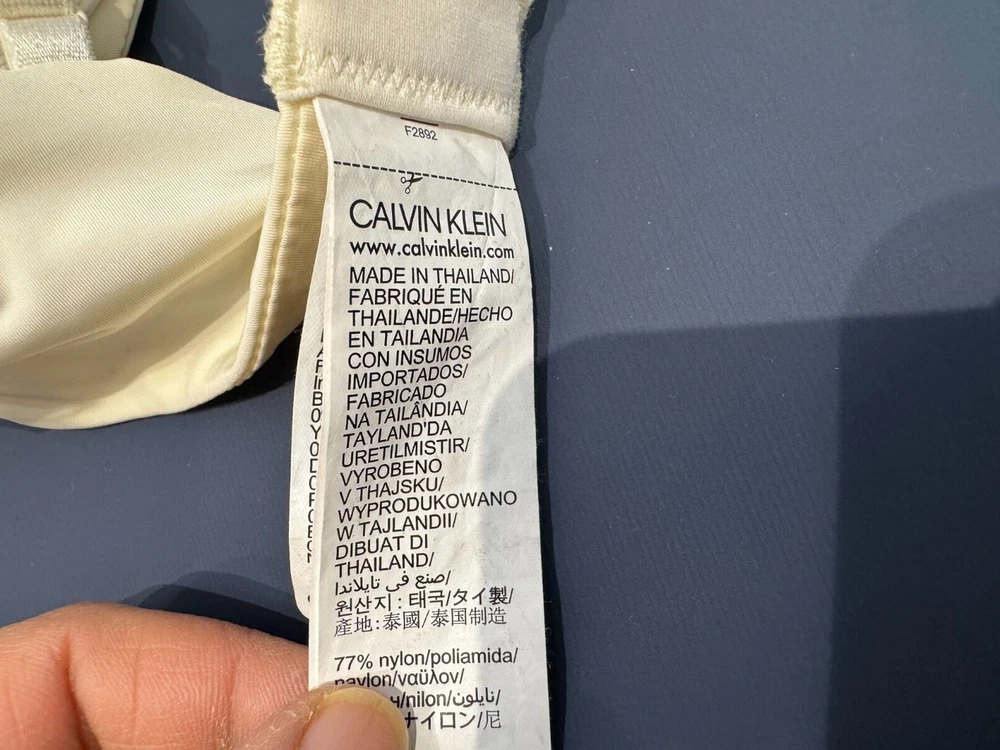 F2892
CALVIN KLEIN
www.calvinklein.com
MADE IN THAILAND/
FABRIQUÉ EN
THAILANDE/HECHO
EN TAILANDIA
CON INSUMOS
IMPORTADOS/
FABRICADO
NA TAILÂNDIA/
TAYLAND'DA
URETILMISTIR/
VYROBENO
V THAJSKU/
WYPRODUKOWANO
W TAJLANDII/
DIBUAT DI
THAILAND/
صنع في تايلاندا/
원산지 : 태국/タイ製/
產地:泰國/泰国制造
77% nylon/poliamida/
naylon/ναϋλον/
/nilon/نايلون/
ナイロン/尼